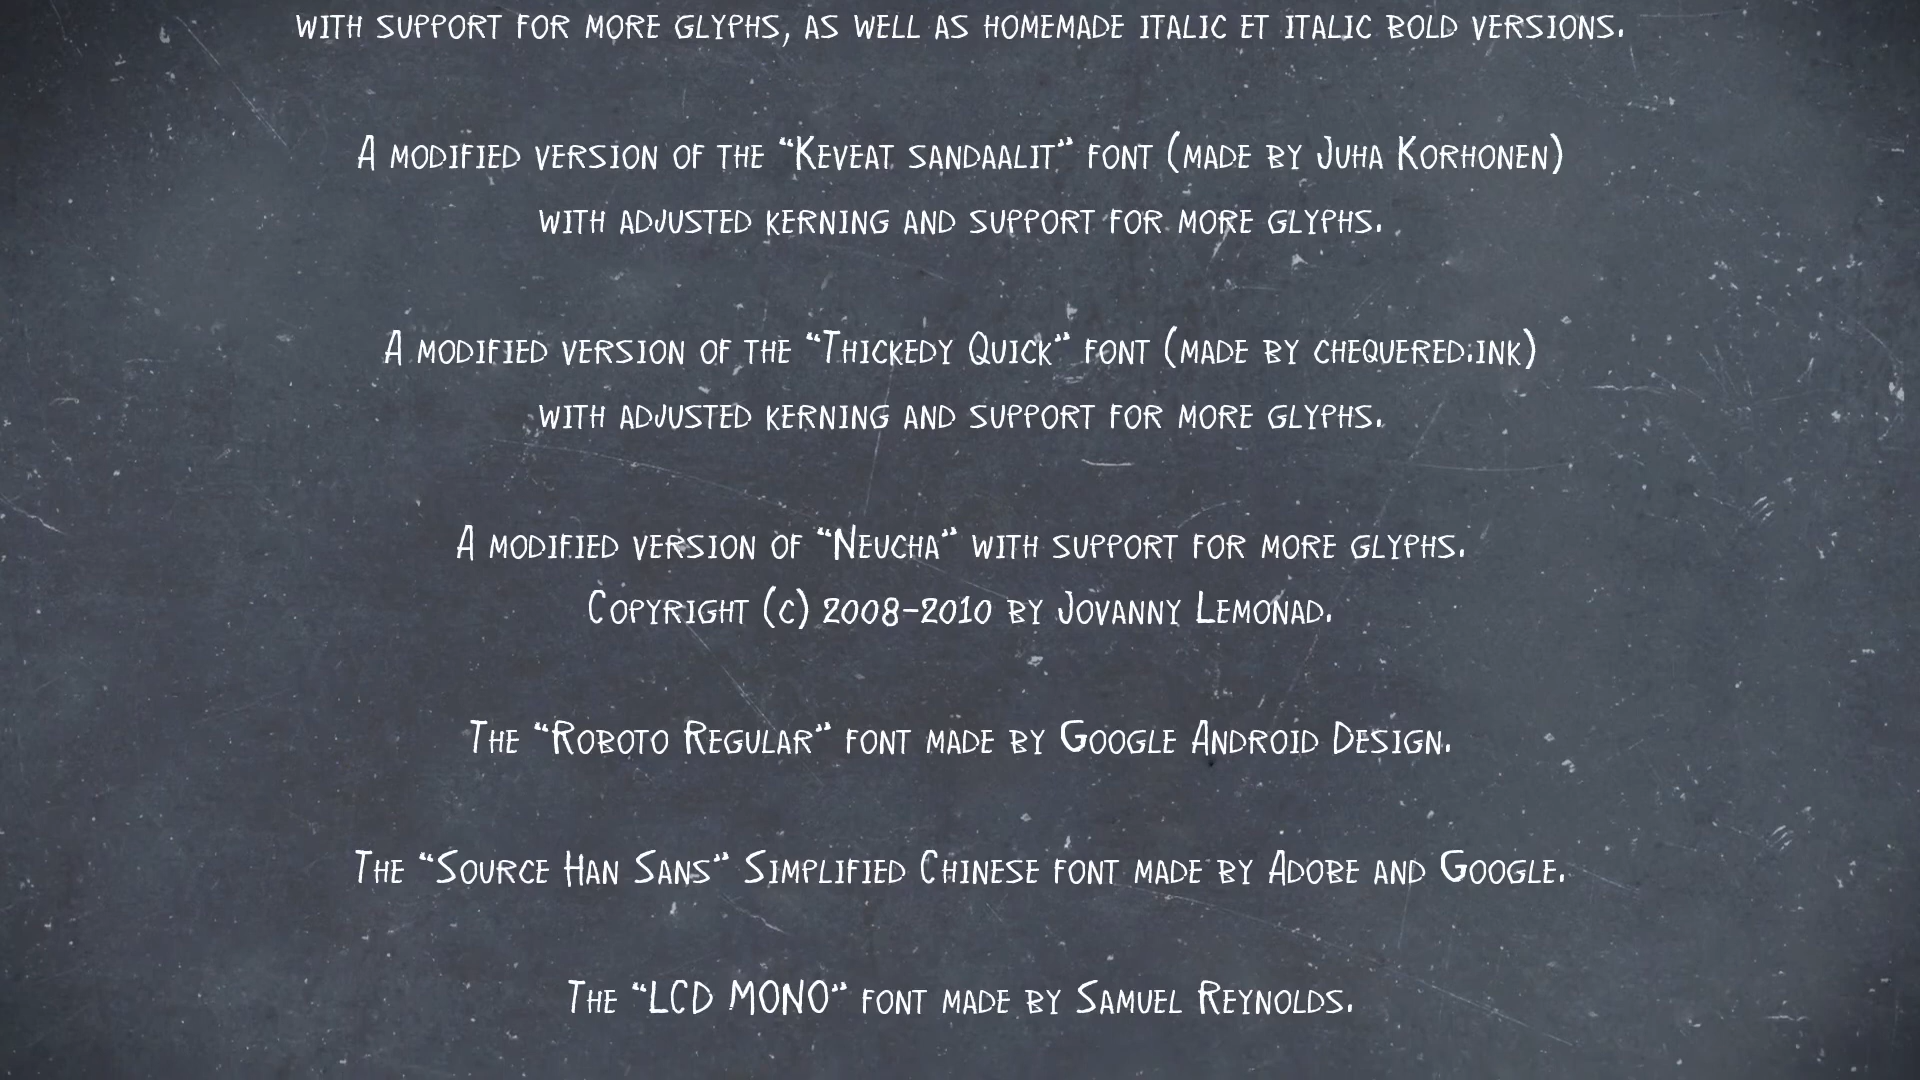 with support for more glyphs, as well as homemade italic et italic bold versions.
A modified version of the “Keveat sandaalit” font (made by Juha Korhonen)
with adjusted kerning and support for more glyphs.
A modified version of the “Thickedy Quick” font (made by chequered.ink)
with adjusted kerning and support for more glyphs.
A modified version of “Neucha” with support for more glyphs.
Copyright (c) 2008-2010 by Jovanny Lemonad.
The “Roboto Regular” font made by Google Android Design.
The “Source Han Sans” Simplified Chinese font made by Adobe and Google.
The “LCD MONO” font made by Samuel Reynolds.